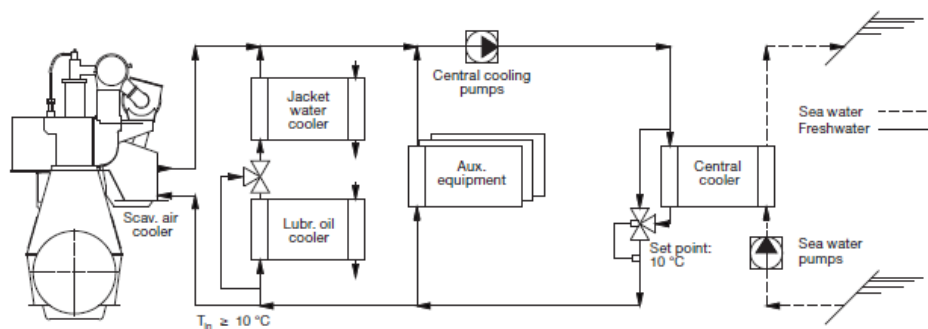 Jacket
water
cooler
Central cooling
pumps
Sea water
Freshwater
Aux.
equipment
Central
cooler
Scav. air
cooler
Lubr. oil
cooler
Set point:
10 °C
Sea water
pumps
Tin ≥ 10 °C